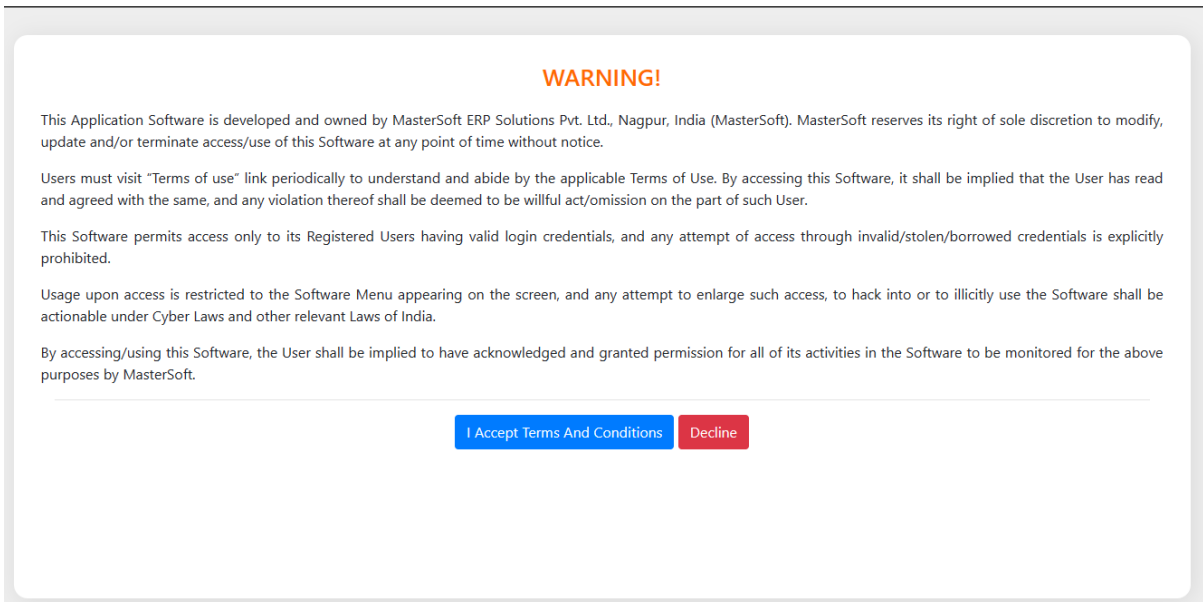 WARNING!
This Application Software is developed and owned by MasterSoft ERP Solutions Pvt. Ltd., Nagpur, India (MasterSoft). MasterSoft reserves its right of sole discretion to modify,
update and/or terminate access/use of this Software at any point of time without notice.
Users must visit “Terms of use” link periodically to understand and abide by the applicable Terms of Use. By accessing this Software, it shall be implied that the User has read
and agreed with the same, and any violation thereof shall be deemed to be willful act/omission on the part of such User.
This Software permits access only to its Registered Users having valid login credentials, and any attempt of access through invalid/stolen/borrowed credentials is explicitly
prohibited.
Usage upon access is restricted to the Software Menu appearing on the screen, and any attempt to enlarge such access, to hack into or to illicitly use the Software shall be
actionable under Cyber Laws and other relevant Laws of India.
By accessing/using this Software, the User shall be implied to have acknowledged and granted permission for all of its activities in the Software to be monitored for the above
purposes by MasterSoft.
I Accept Terms And Conditions Decline